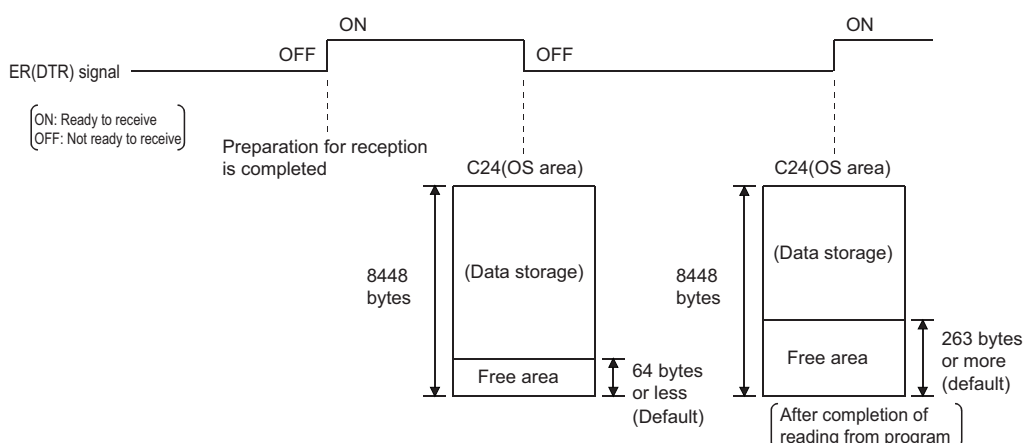 ON
OFF
ON
OFF
ER(DTR) signal
ON: Ready to receive
OFF: Not ready to receive
Preparation for reception
is completed
C24(OS area)
C24(OS area)
8448
bytes
(Data storage)
Free area
64 bytes
or less
(Default)
8448
bytes
(Data storage)
Free area
263 bytes
or more
(default)
After completion of
reading from program